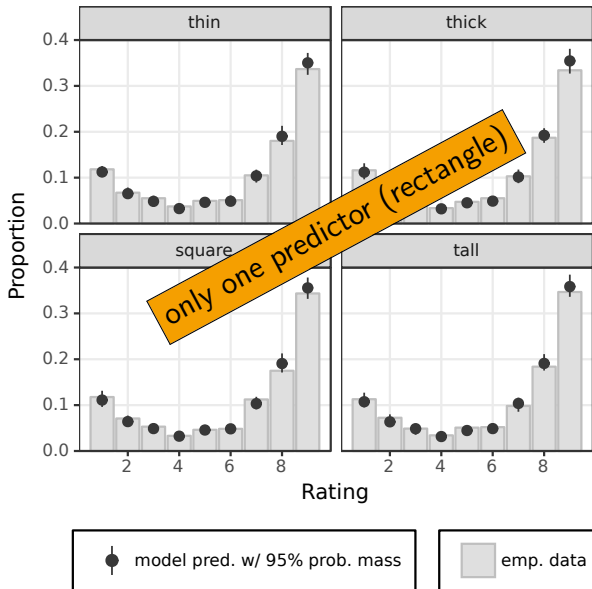 thin
thick
Proportion
0.4
0.3
0.2
0.1
0.0
square
tall
0.4
0.3
0.2
0.1
0.0
only one predictor (rectangle)
2
4
6
8
2
4
6
8
Rating
model pred. w/ 95% prob. mass
emp. data